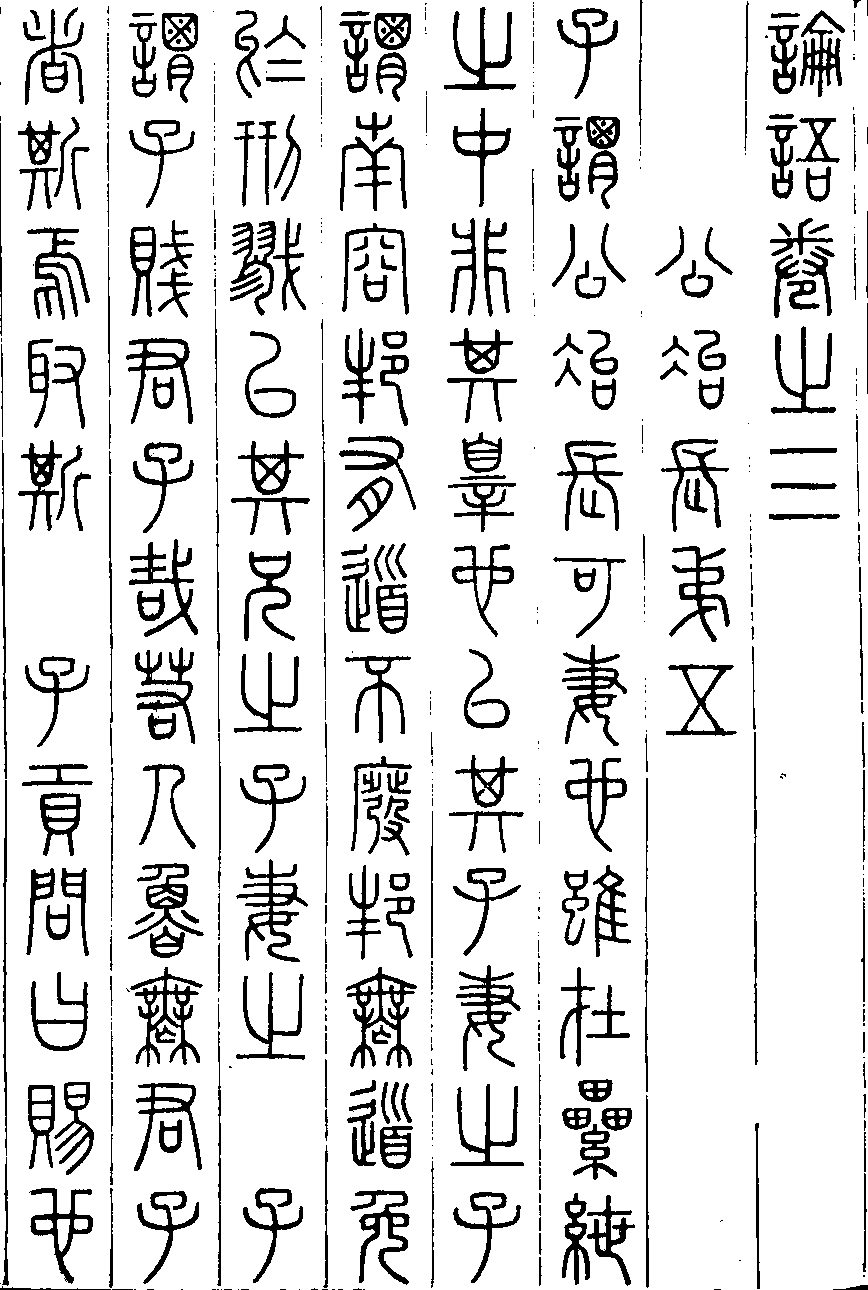 論語卷之三
公冶長弟五
子謂公冶長可妻也雖在纍紲
之中非其辠也以其子妻之子
謂南容邦有道不廢邦無道免
於刑戮以其兄之子妻之　子
謂子賤君子哉若人魯無君子
者斯焉取斯　子貢問曰賜也